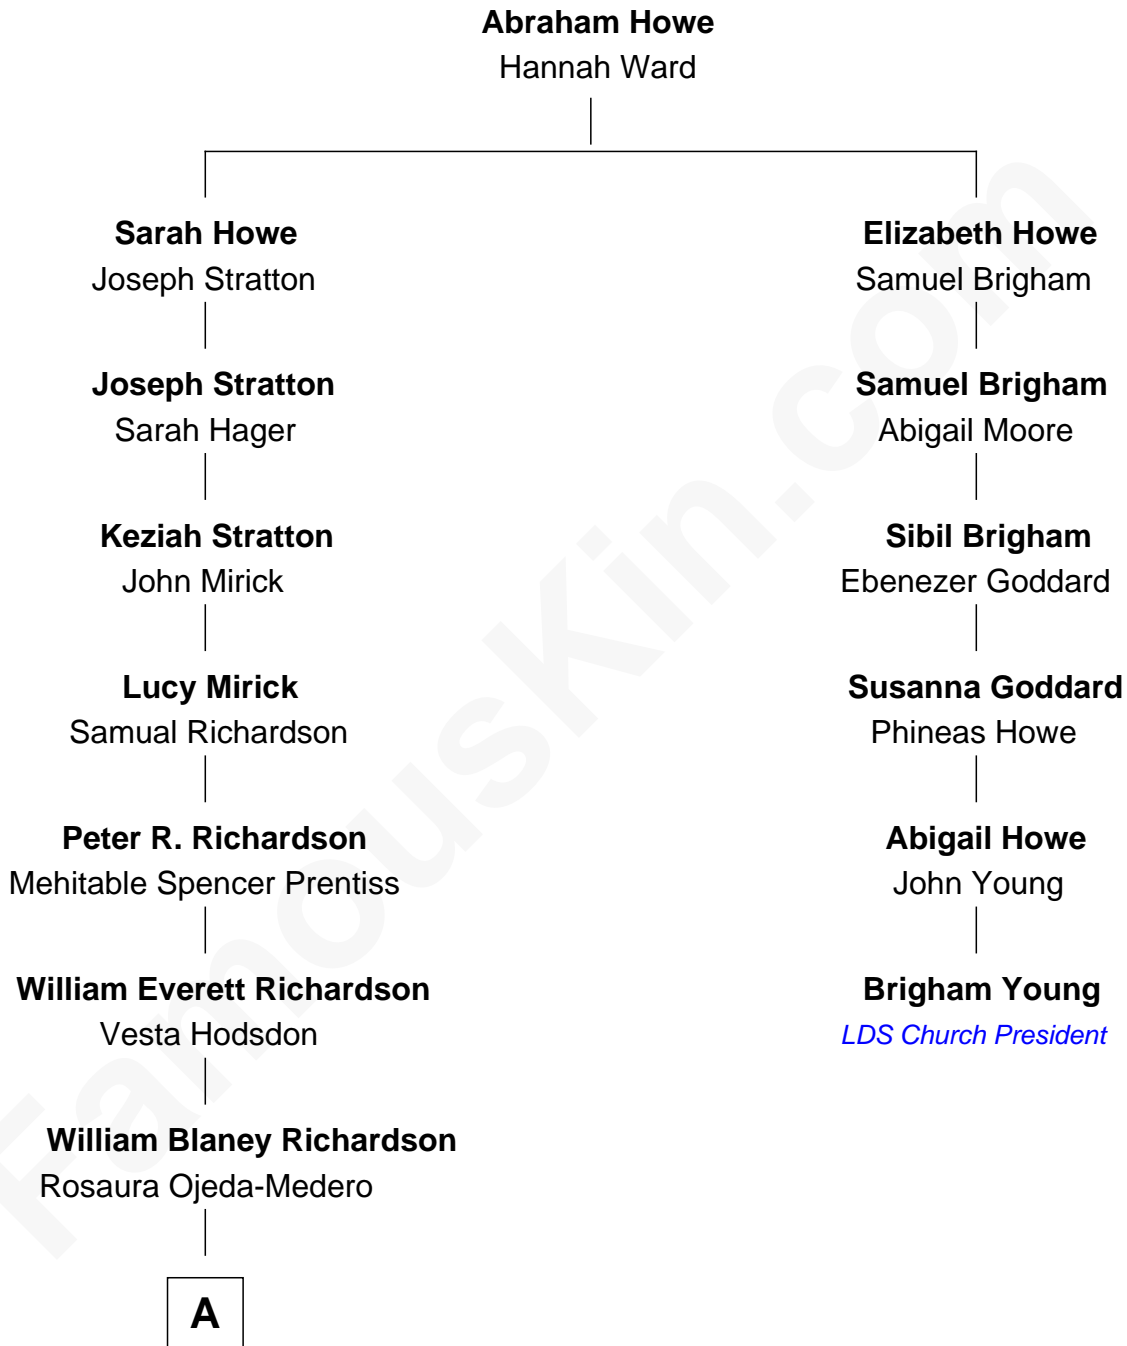 Abraham Howe
Hannah Ward
Sarah Howe
Joseph Stratton
Joseph Stratton
Sarah Hager
Keziah Stratton
John Mirick
Lucy Mirick
Samual Richardson
Peter R. Richardson
Mehitable Spencer Prentiss
William Everett Richardson
Vesta Hodsdon
William Blaney Richardson
Rosaura Ojeda-Medero
A
Elizabeth Howe
Samuel Brigham
Samuel Brigham
Abigail Moore
Sibil Brigham
Ebenezer Goddard
Susanna Goddard
Phineas Howe
Abigail Howe
John Young
Brigham Young
LDS Church President
FamousKin.com